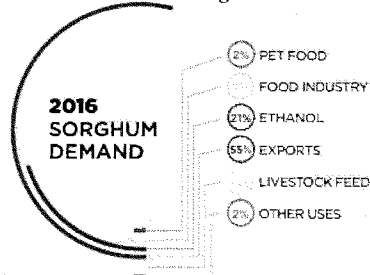 2016
SORGHUM
DEMAND
2% PET FOOD
FOOD INDUSTRY
21% ETHANOL
55% EXPORTS
LIVESTOCK FEED
2% OTHER USES